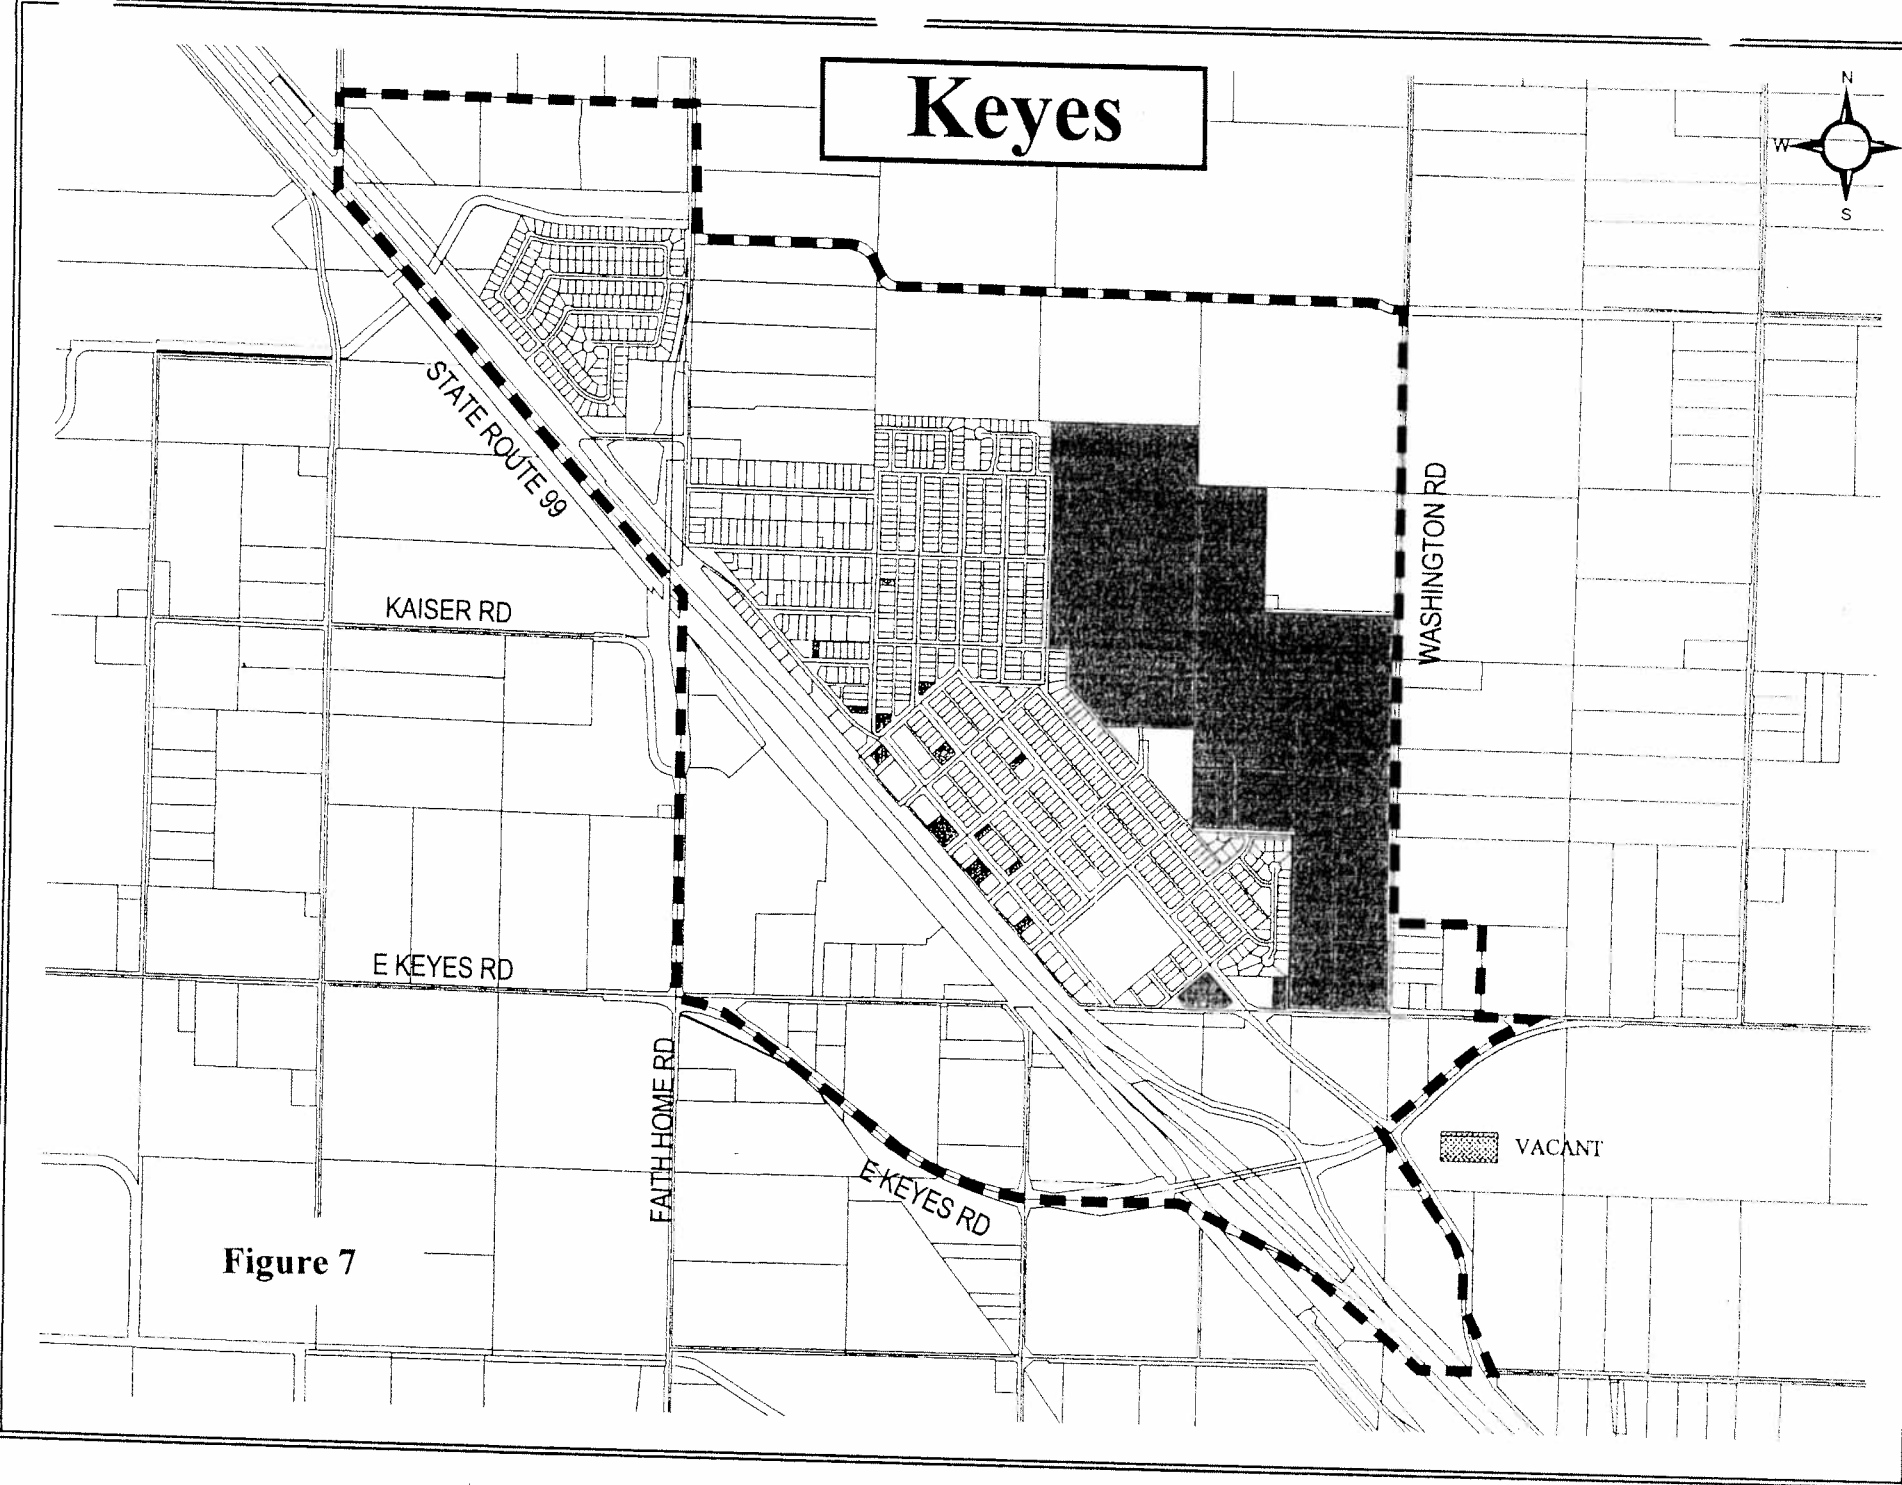 Keyes
N
W
S
STATE ROUTE 99
WASHINGTON RD
KAISER RD
E KEYES RD
FAITH HOME RD
E KEYES RD
VACANT
Figure 7